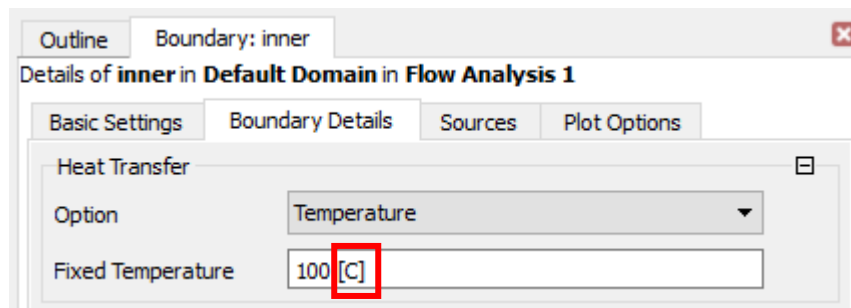 Outline Boundary: inner
Details of inner in Default Domain in Flow Analysis 1
Basic Settings Boundary Details Sources Plot Options
Heat Transfer
Option Temperature
Fixed Temperature 100 [C]